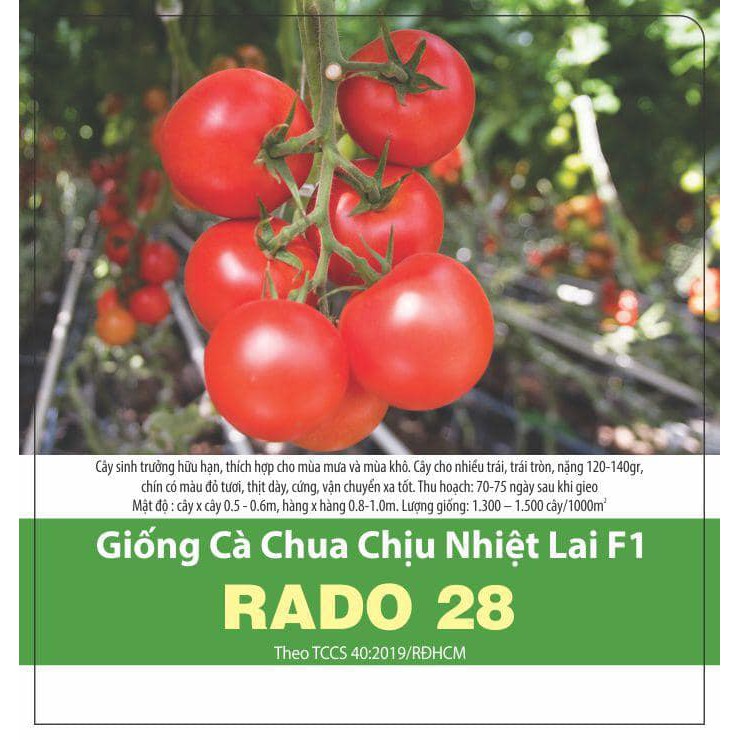 Cây sinh trưởng hữu hạn, thích hợp cho mùa mưa và mùa khô. Cây cho nhiều trái, trái tròn, nặng 120-140gr,
chín có màu đỏ tươi, thịt dày, cứng, vận chuyển xa tốt. Thu hoạch: 70-75 ngày sau khi gieo
Mật độ : cây x cây 0.5 - 0.6m, hàng x hàng 0.8-1.0m. Lượng giống: 1.300 – 1.500 cây/1000m²
Giống Cà Chua Chịu Nhiệt Lai F1
RADO 28
Theo TCCS 40:2019/RĐHCM